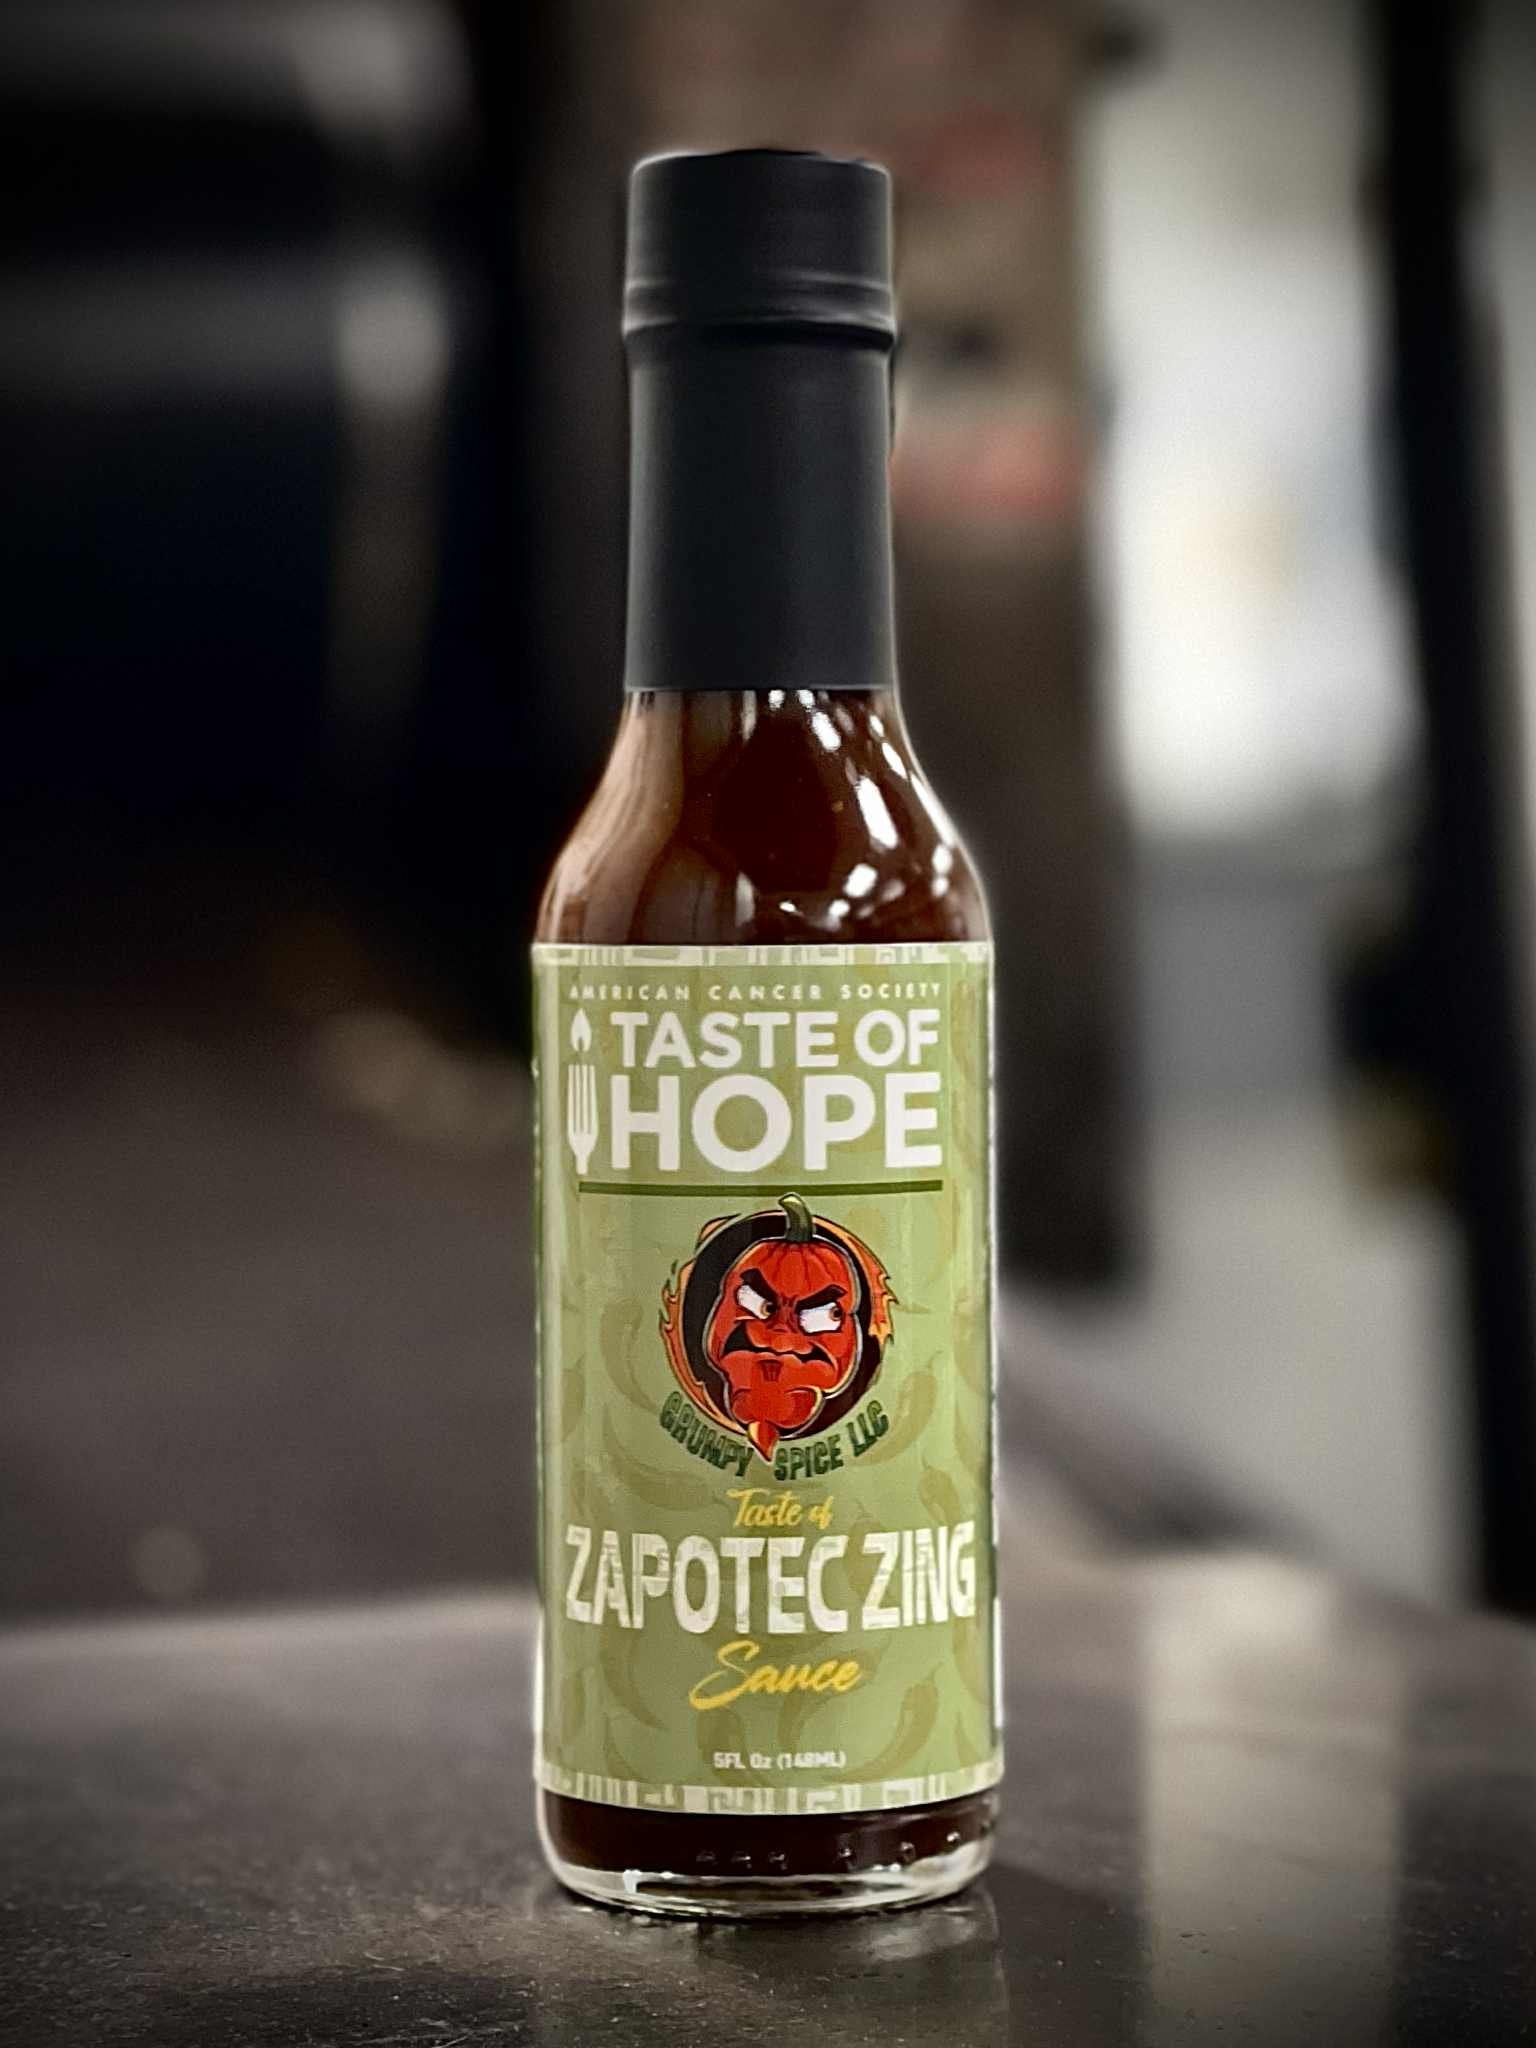 AMERICAN CANCER SOCIETY
TASTE OF
HOPE
GRUMPY SPICE LLC
Taste of
ZAPOTEC ZING
Sauce
5FL Oz (148ML)